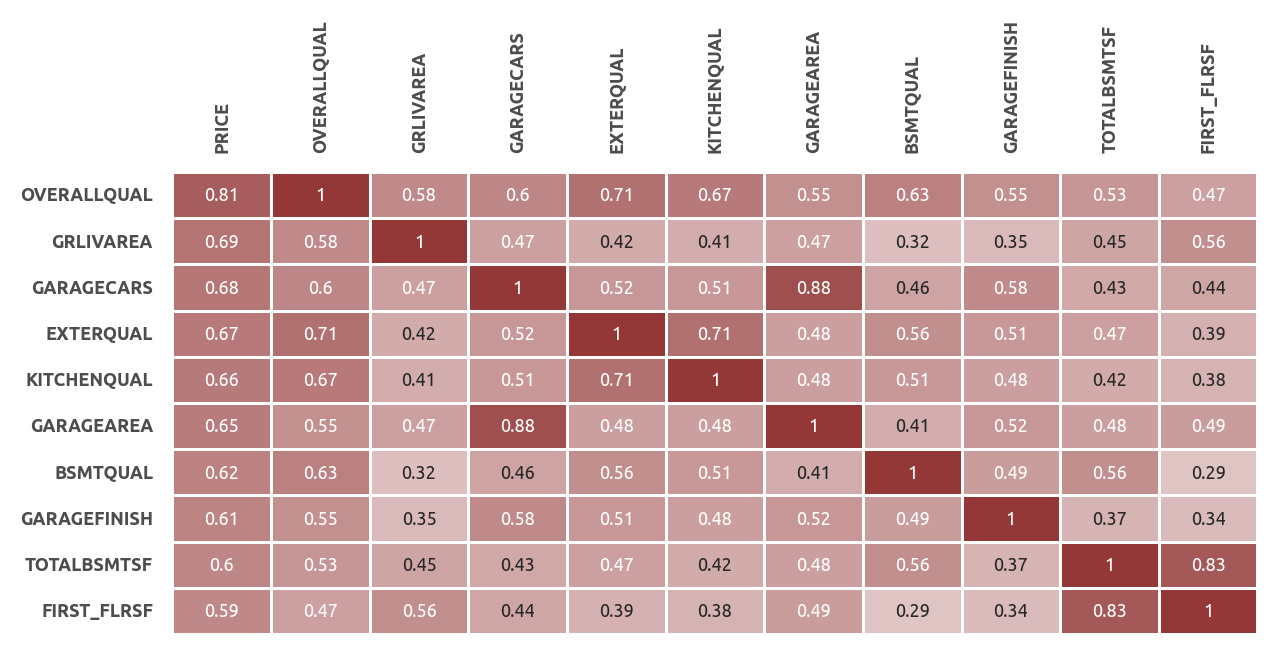 PRICE OVERALLQUAL GRLIVAREA GARAGECARS EXTERQUAL KITCHENQUAL GARAGEAREA BSMTQUAL GARAGEFINISH TOTALBSMTSF FIRST_FLRSF
OVERALLQUAL 0.81 1 0.58 0.6 0.71 0.67 0.55 0.63 0.55 0.53 0.47
GRLIVAREA 0.69 0.58 1 0.47 0.42 0.41 0.47 0.32 0.35 0.45 0.56
GARAGECARS 0.68 0.6 0.47 1 0.52 0.51 0.88 0.46 0.58 0.43 0.44
EXTERQUAL 0.67 0.71 0.42 0.52 1 0.71 0.48 0.56 0.51 0.47 0.39
KITCHENQUAL 0.66 0.67 0.41 0.51 0.71 1 0.48 0.51 0.48 0.42 0.38
GARAGEAREA 0.65 0.55 0.47 0.88 0.48 0.48 1 0.41 0.52 0.48 0.49
BSMTQUAL 0.62 0.63 0.32 0.46 0.56 0.51 0.41 1 0.49 0.56 0.29
GARAGEFINISH 0.61 0.55 0.35 0.58 0.51 0.48 0.52 0.49 1 0.37 0.34
TOTALBSMTSF 0.6 0.53 0.45 0.43 0.47 0.42 0.48 0.56 0.37 1 0.83
FIRST_FLRSF 0.59 0.47 0.56 0.44 0.39 0.38 0.49 0.29 0.34 0.83 1